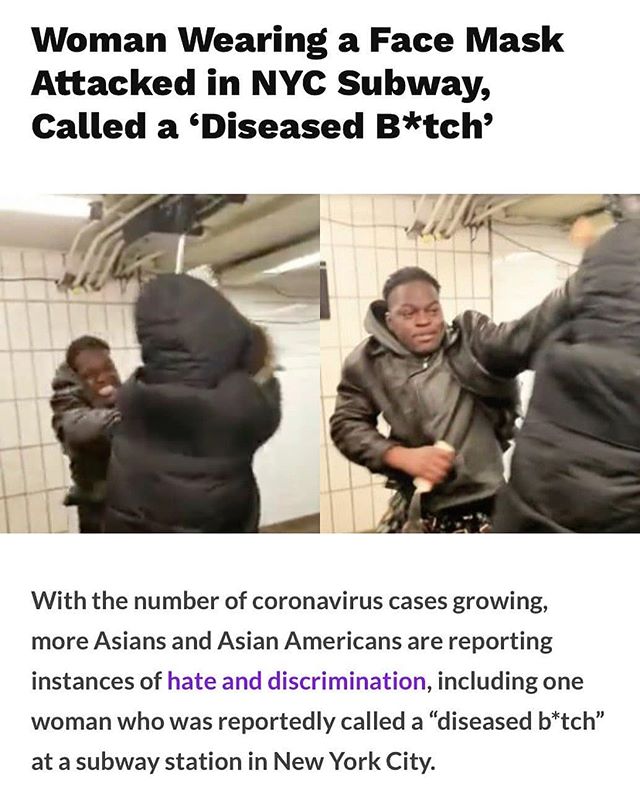 Woman Wearing a Face Mask
Attacked in NYC Subway,
Called a ‘Diseased B*tch’
With the number of coronavirus cases growing,
more Asians and Asian Americans are reporting
instances of hate and discrimination, including one
woman who was reportedly called a “diseased b*tch”
at a subway station in New York City.